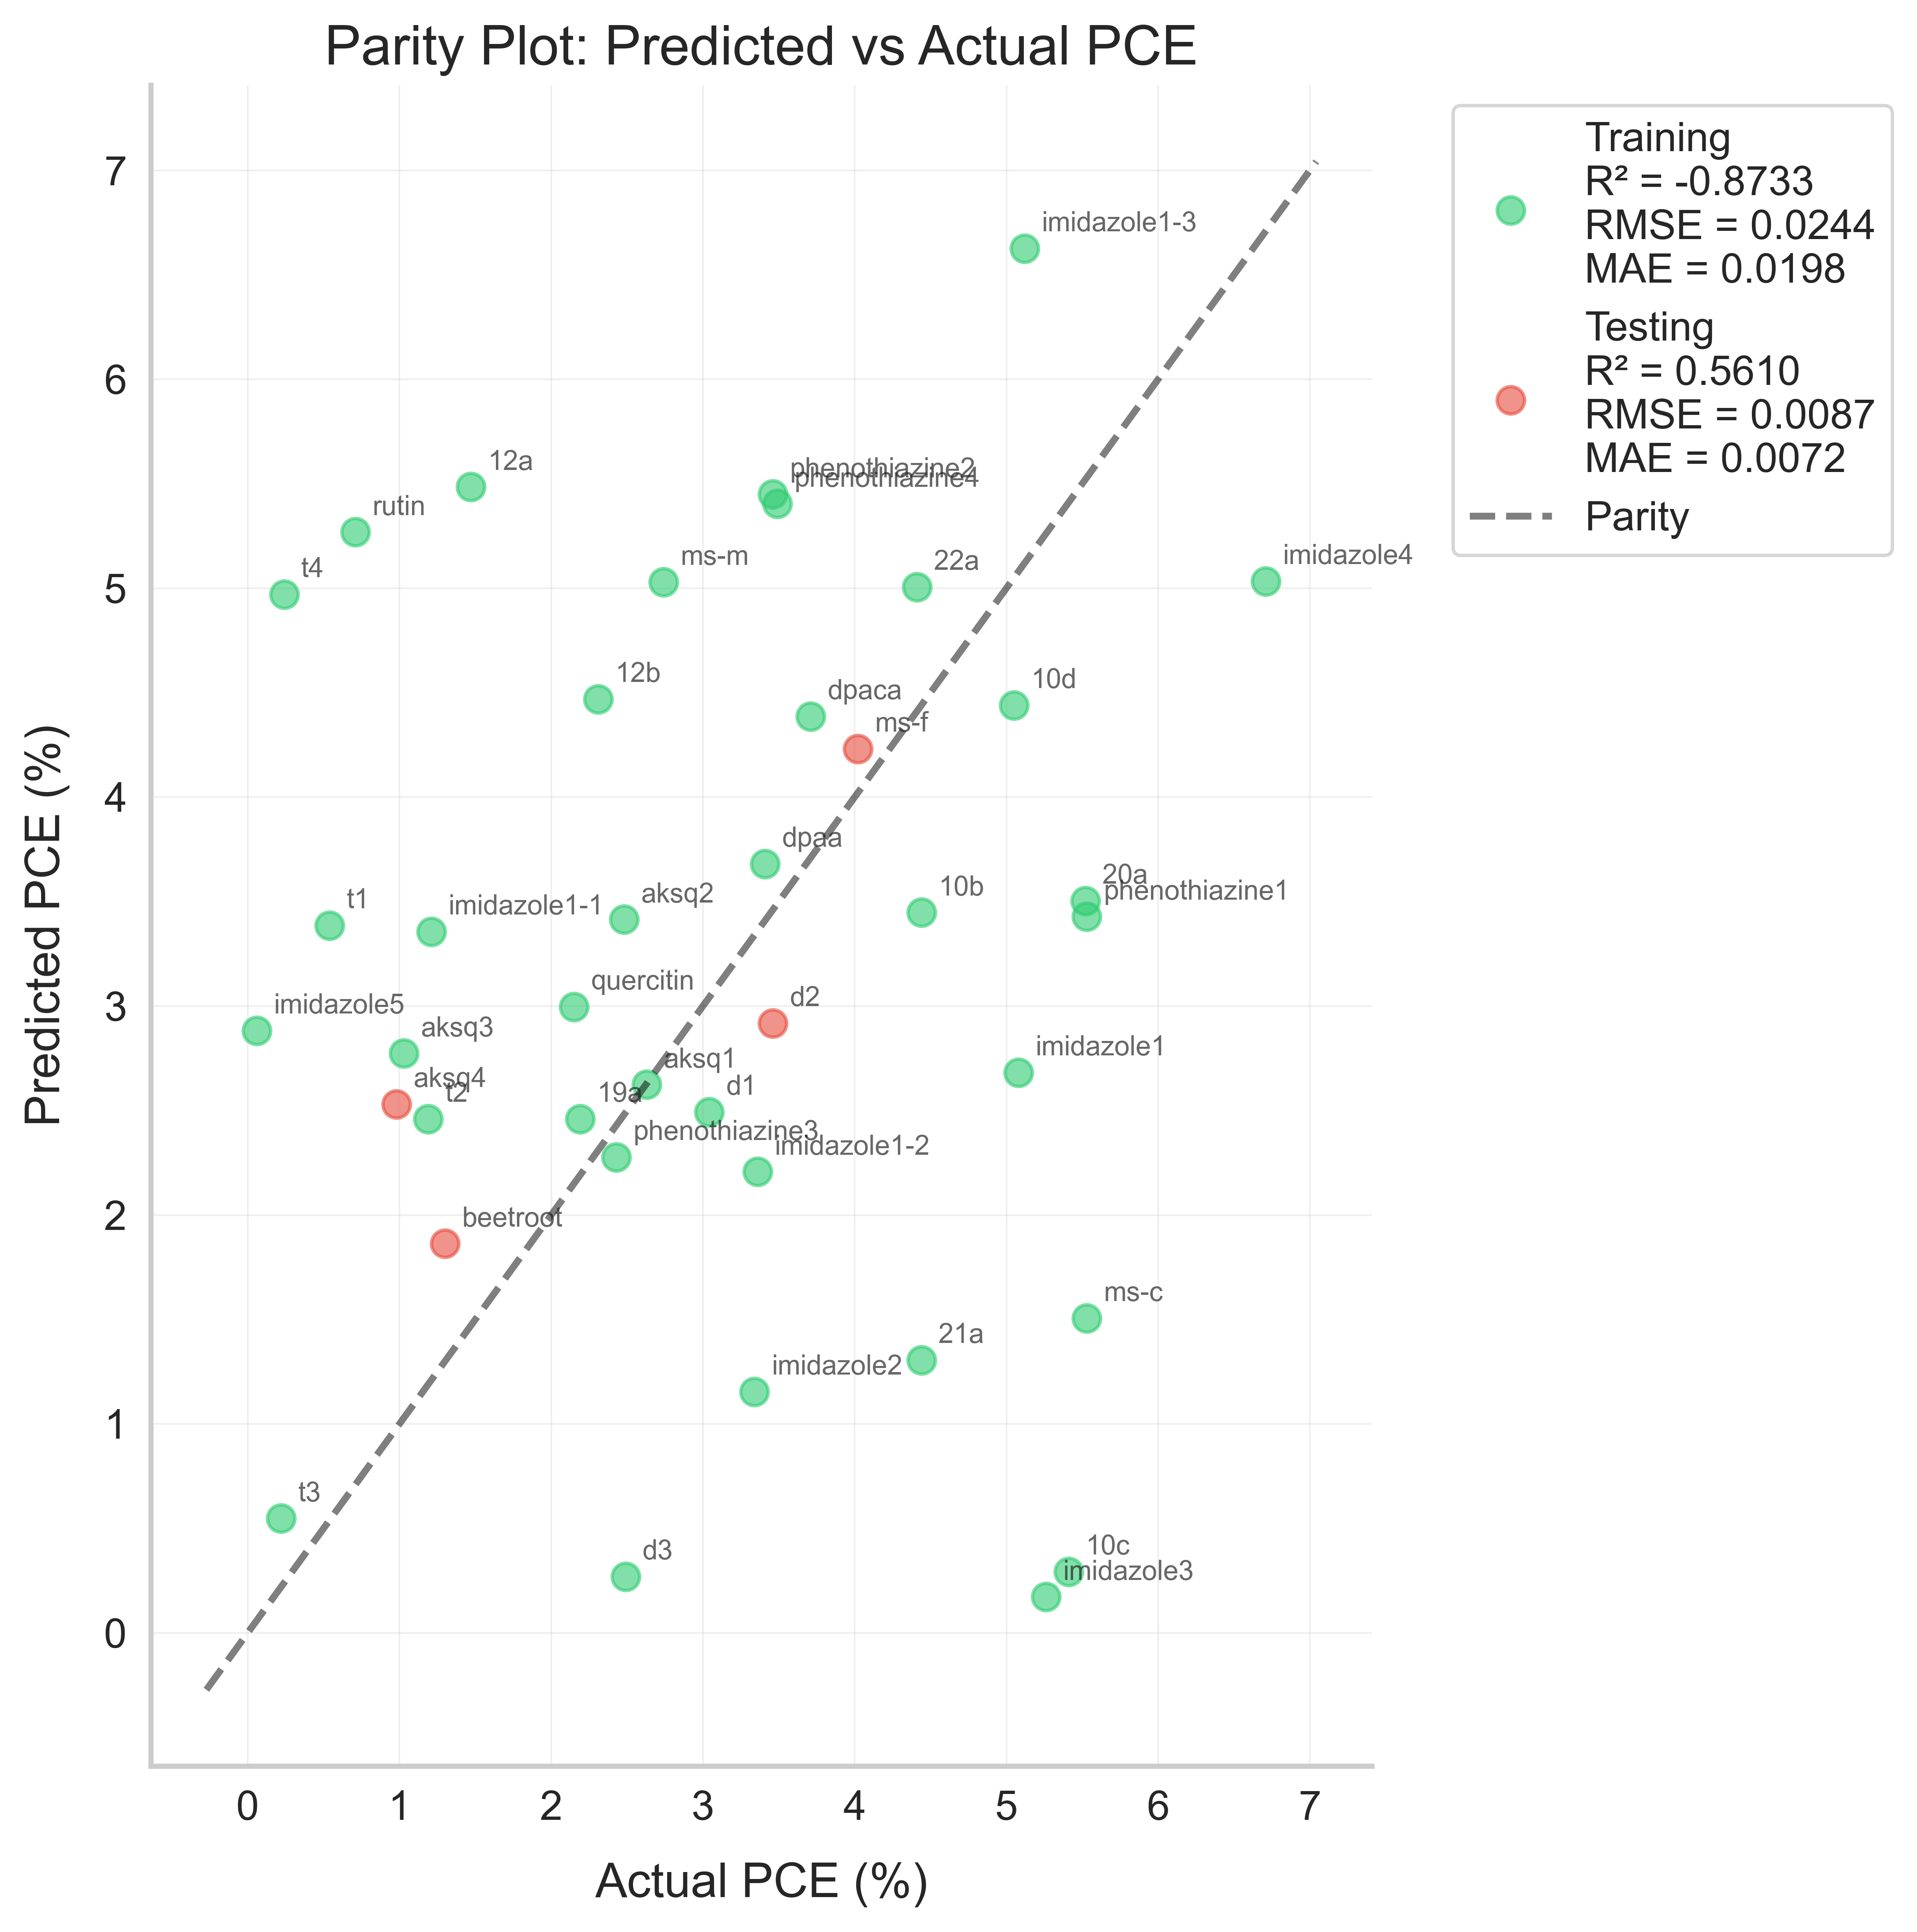 Parity Plot: Predicted vs Actual PCE
Training
R² = -0.8733
RMSE = 0.0244
MAE = 0.0198
Testing
R² = 0.5610
RMSE = 0.0087
MAE = 0.0072
Parity
Predicted PCE (%)
7
6
5
4
3
2
1
0
imidazole1-3
12a
phenothiazine2
phenothiazine4
rutin
t4
ms-m
22a
imidazole4
12b
dpaca
10d
ms-f
dpaa
t1
imidazole1-1
aksq2
10b
20a
phenothiazine1
quercitin
imidazole5
d2
aksq3
aksq1
imidazole1
aksq4
t2
19a
d1
phenothiazine3
imidazole1-2
beetroot
ms-c
21a
imidazole2
t3
d3
10c
imidazole3
0 1 2 3 4 5 6 7
Actual PCE (%)